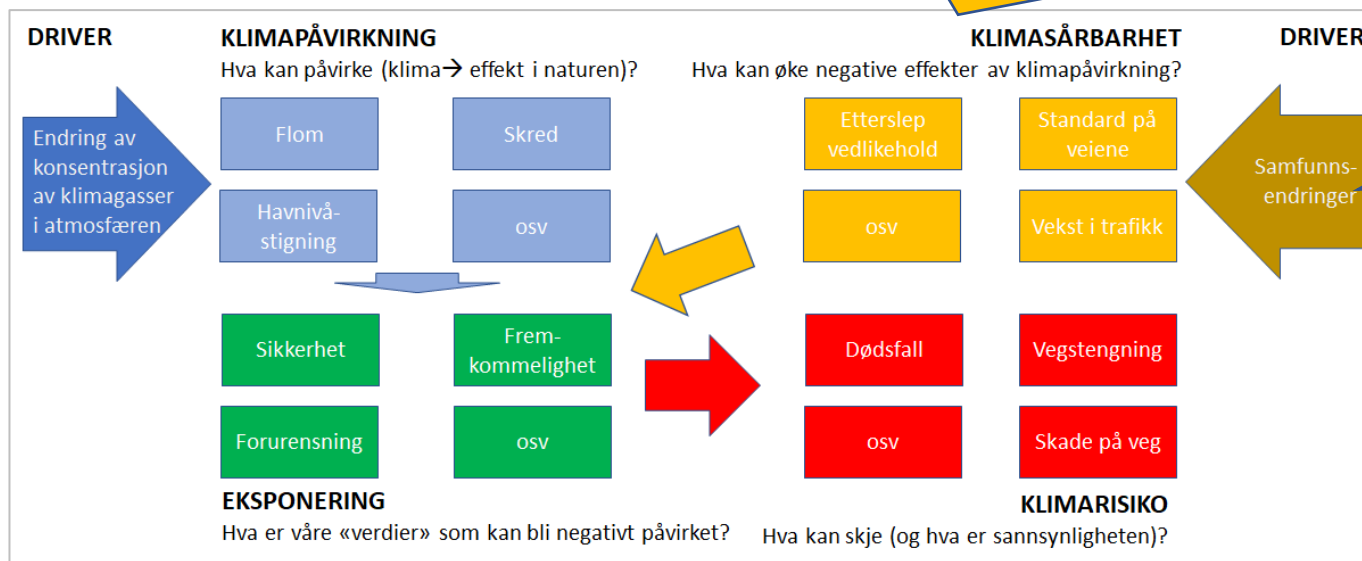 DRIVER
KLIMAPÅVIRKNING
Hva kan påvirke (klima→ effekt i naturen)?
KLIMASÅRBARHET
Hva kan øke negative effekter av klimapåvirkning?
DRIVER
Endring av
konsentrasjon
av klimagasser
i atmosfæren
Flom
Skred
Havnivå-
stigning
osv
Etterslep
vedlikehold
Standard på
veiene
osv
Vekst i trafikk
Samfunns-
endringer
Sikkerhet
Frem-
kommelighet
Forurensning
osv
EKSPONERING
Hva er våre «verdier» som kan bli negativt påvirket?
Dødsfall
Vegstengning
osv
Skade på veg
KLIMARISIKO
Hva kan skje (og hva er sannsynligheten)?